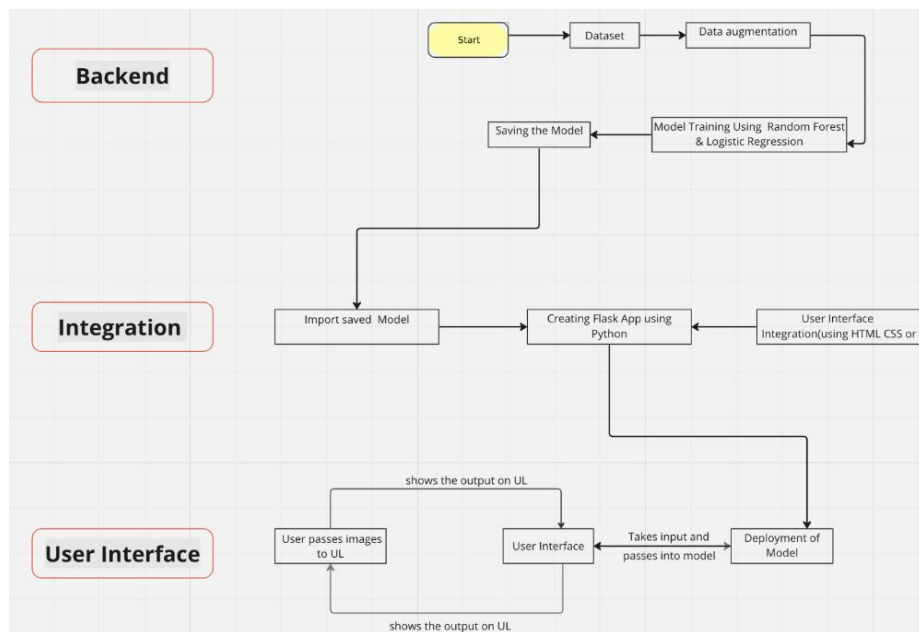 Start
Dataset
Data augmentation
Backend
Saving the Model
Model Training Using Random Forest
& Logistic Regression
Integration
Import saved Model
Creating Flask App using
Python
User Interface
Integration(using HTML CSS or
shows the output on UL
User Interface
User passes images
to UL
User Interface
Takes input and
passes into model
Deployment of
Model
shows the output on UL